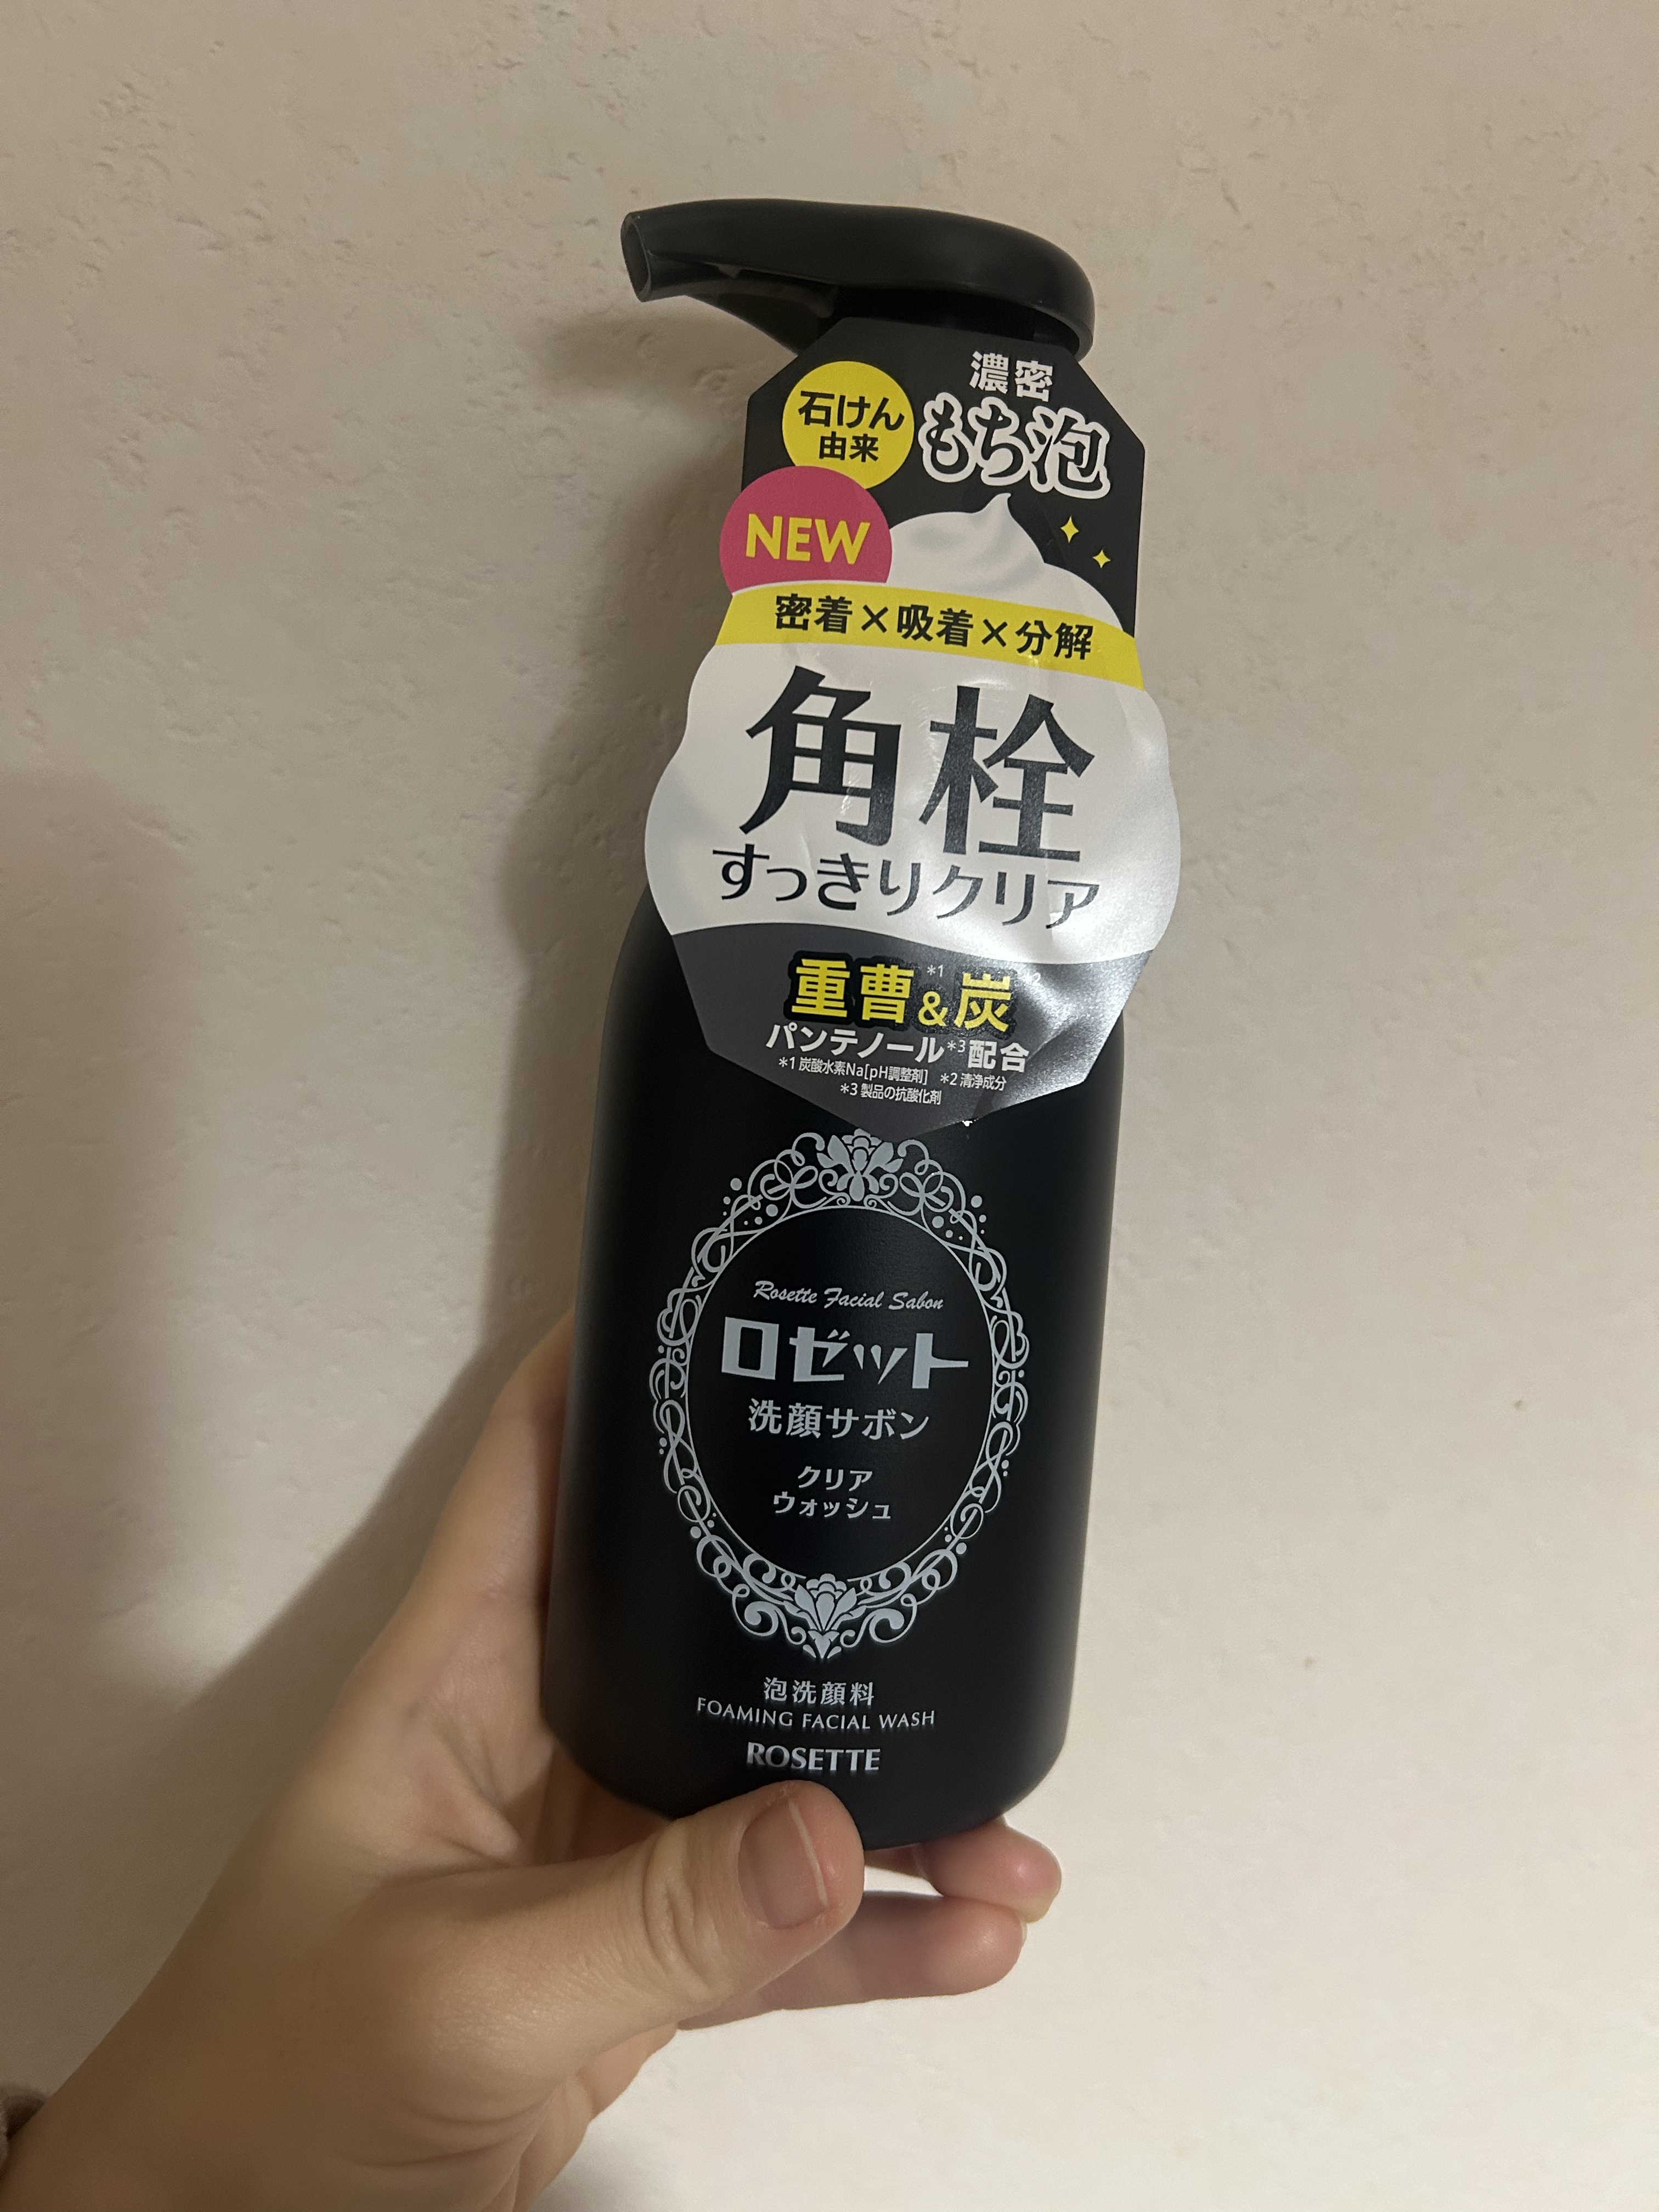 濃密
もち泡
石けん
由来
NEW
密着×吸着×分解
角栓
すっきりクリア
重曹*1&炭*2
パンテノール*3配合
*1 炭酸水素Na[pH調整剤] *2 清浄成分
*3 製品の抗酸化剤
Rosette Facial Sabon
ロゼット
洗顔サボン
クリア
ウォッシュ
泡洗顔料
FOAMING FACIAL WASH
ROSETTE